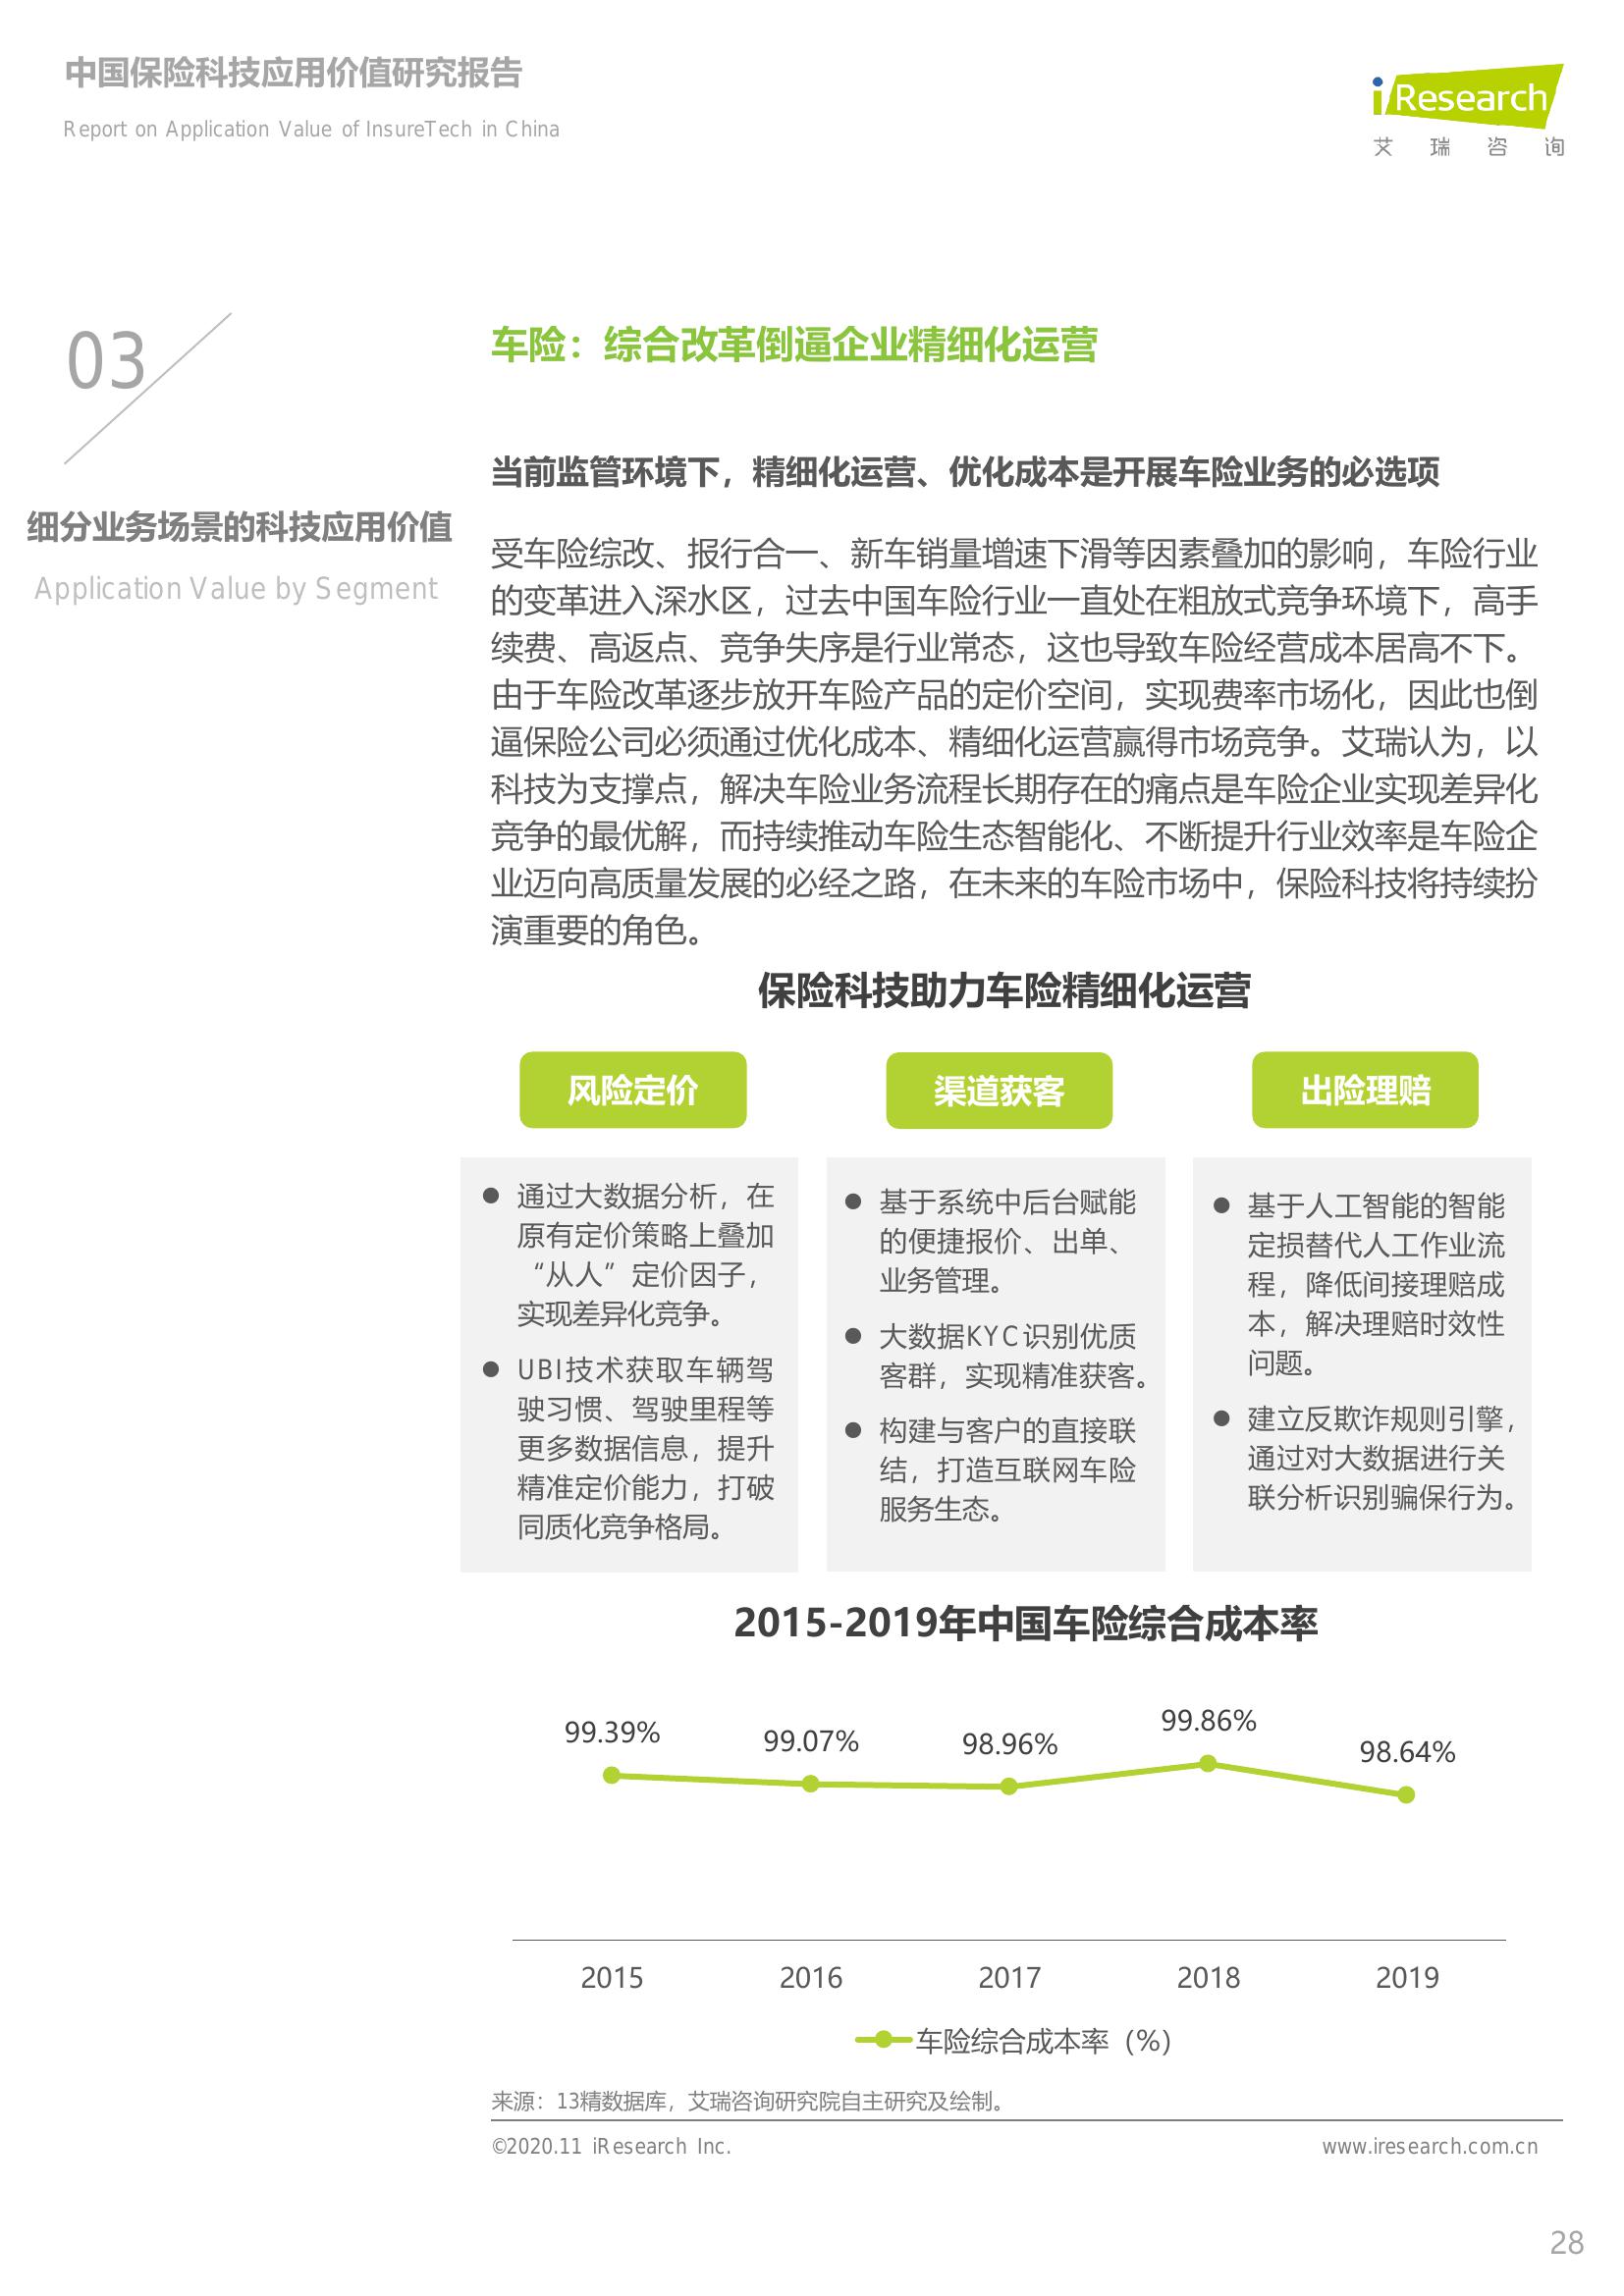 中国保险科技应用价值研究报告
Report on Application Value of InsureTech in China
iResearch
艾瑞咨询
03
细分业务场景的科技应用价值
Application Value by Segment
车险：综合改革倒逼企业精细化运营
当前监管环境下，精细化运营、优化成本是开展车险业务的必选项
受车险综改、报行合一、新车销量增速下滑等因素叠加的影响，车险行业
的变革进入深水区，过去中国车险行业一直处在粗放式竞争环境下，高手
续费、高返点、竞争失序是行业常态，这也导致车险经营成本居高不下。
由于车险改革逐步放开车险产品的定价空间，实现费率市场化，因此也倒
逼保险公司必须通过优化成本、精细化运营赢得市场竞争。艾瑞认为，以
科技为支撑点，解决车险业务流程长期存在的痛点是车险企业实现差异化
竞争的最优解，而持续推动车险生态智能化、不断提升行业效率是车险企
业迈向高质量发展的必经之路，在未来的车险市场中，保险科技将持续扮
演重要的角色。
保险科技助力车险精细化运营
风险定价
● 通过大数据分析，在
原有定价策略上叠加
“从人”定价因子，
实现差异化竞争。
● UBI技术获取车辆驾
驶习惯、驾驶里程等
更多数据信息，提升
精准定价能力，打破
同质化竞争格局。
渠道获客
● 基于系统中后台赋能
的便捷报价、出单、
业务管理。
● 大数据KYC识别优质
客群，实现精准获客。
● 构建与客户的直接联
结，打造互联网车险
服务生态。
出险理赔
● 基于人工智能的智能
定损替代人工作业流
程，降低间接理赔成
本，解决理赔时效性
问题。
● 建立反欺诈规则引擎，
通过对大数据进行关
联分析识别骗保行为。
2015-2019年中国车险综合成本率
99.39%
99.07%
98.96%
99.86%
98.64%
2015
2016
2017
2018
2019
车险综合成本率（%）
来源：13精数据库，艾瑞咨询研究院自主研究及绘制。
©2020.11 iResearch Inc.
www.iresearch.com.cn
28